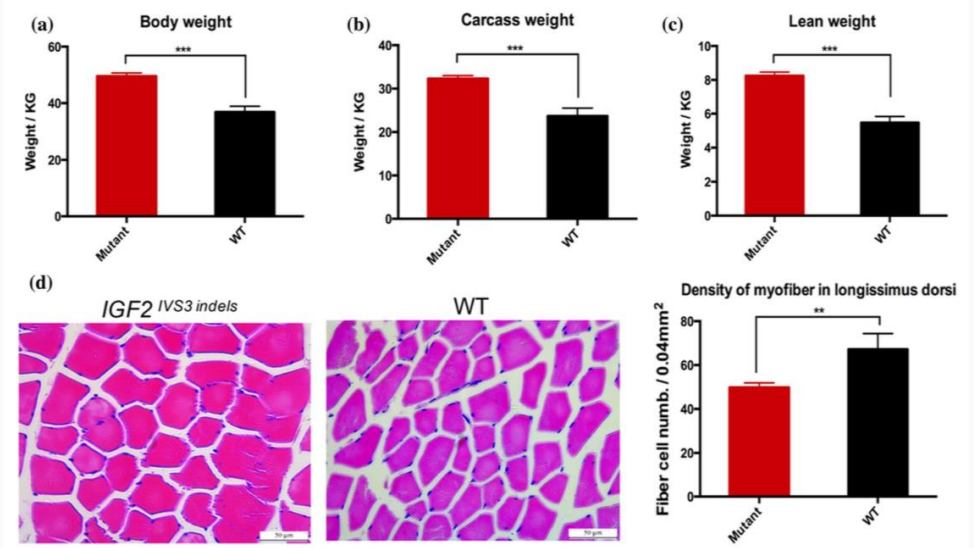 (a)
Body weight
***
60
40
20
0
Weight / KG
Mutant
WT
(b)
Carcass weight
***
40
30
20
10
0
Weight / KG
Mutant
WT
(c)
Lean weight
***
10
8
6
4
2
0
Weight / KG
Mutant
WT
(d)
IGF2 IVS3 indels
50 μm
WT
50 μm
Density of myofiber in longissimus dorsi
**
80
60
40
20
0
Fiber cell numb. / 0.04mm²
Mutant
WT